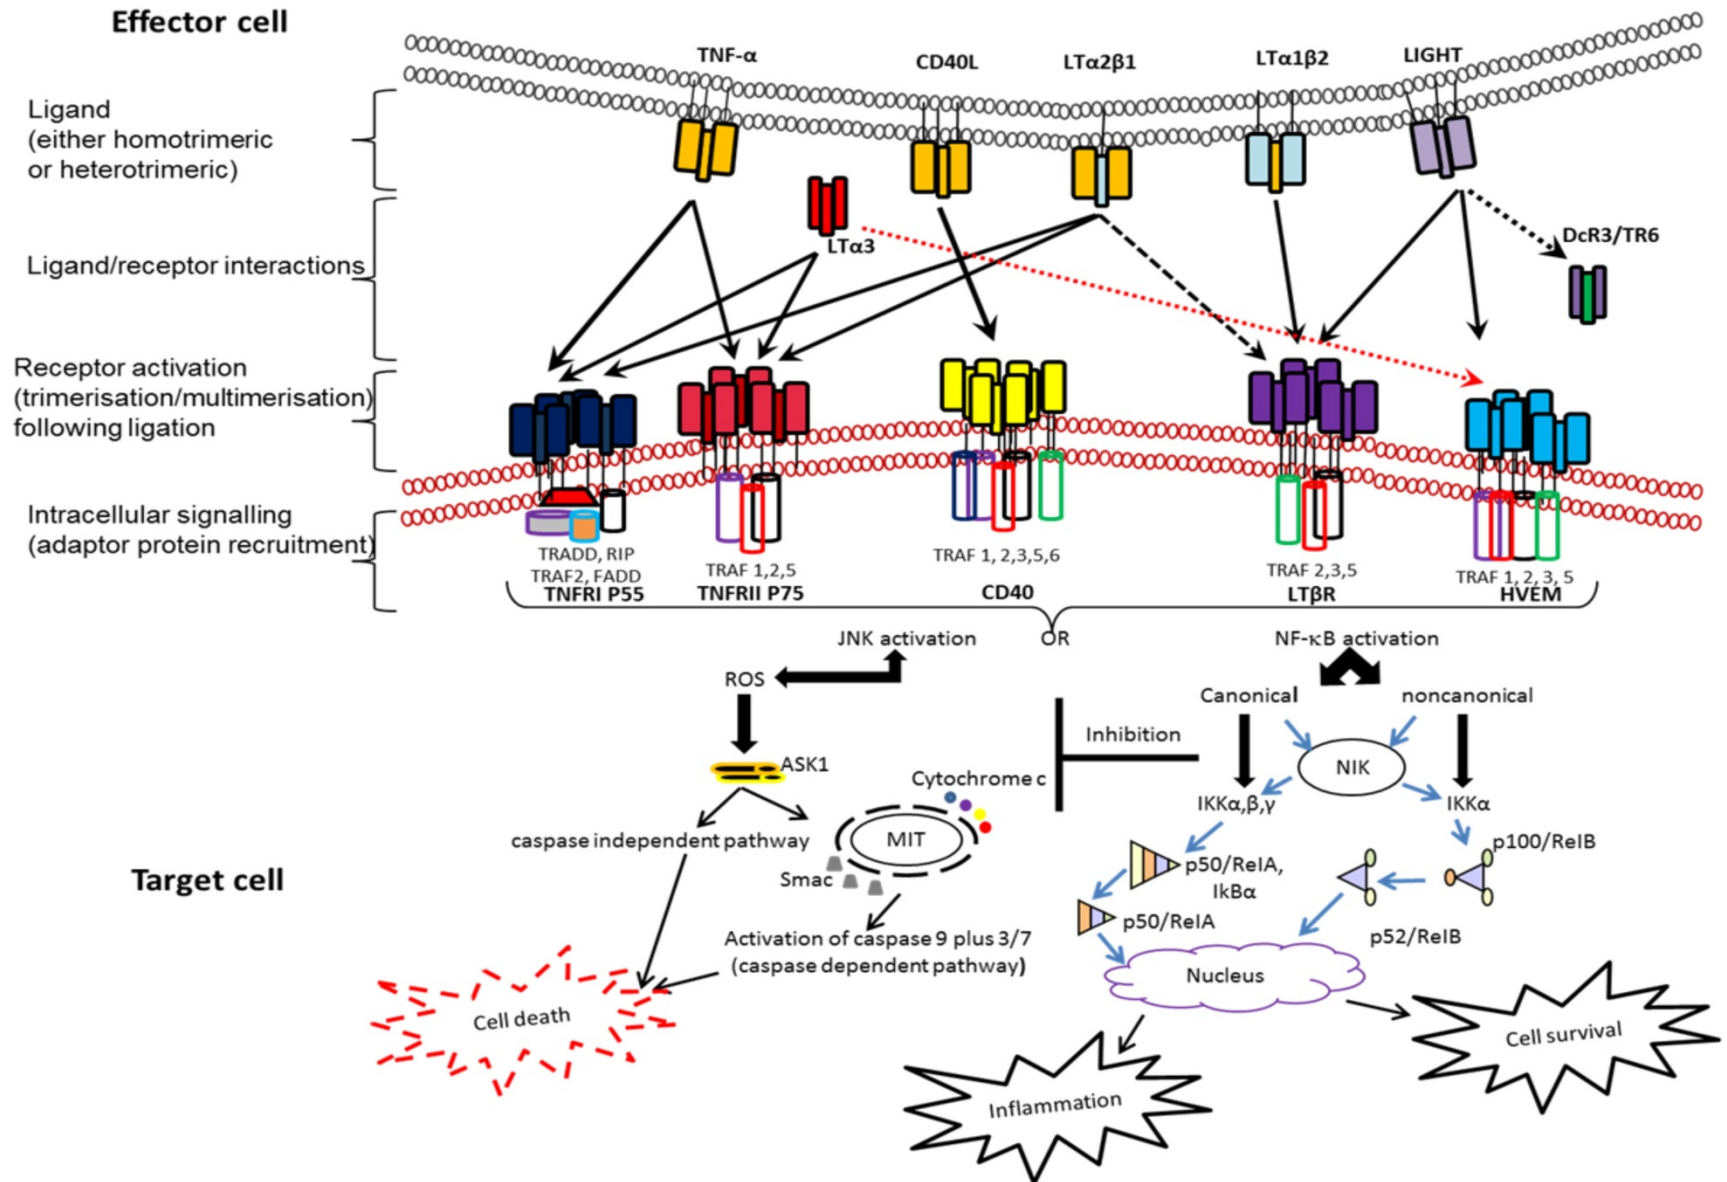 Effector cell
TNF-α
CD40L
LTα2β1
LTα1β2
LIGHT
Ligand
(either homotrimeric
or heterotrimeric)
LTα3
DcR3/TR6
Ligand/receptor interactions
Receptor activation
(trimerisation/multimerisation)
following ligation
Intracellular signalling
(adaptor protein recruitment)
TRADD, RIP
TRAF2, FADD
TNFRI P55
TRAF 1,2,5
TNFRII P75
TRAF 1, 2,3,5,6
CD40
TRAF 2,3,5
LTβR
TRAF 1, 2, 3, 5
HVEM
JNK activation
OR
NF-κB activation
ROS
Canonical
noncanonical
Inhibition
ASK1
NIK
Cytochrome c
IKKα,β,γ
IKKα
caspase independent pathway
MIT
p100/RelB
p50/RelA,
IkBα
Target cell
Smac
p50/RelA
p52/RelB
Activation of caspase 9 plus 3/7
(caspase dependent pathway)
Nucleus
Cell death
Cell survival
Inflammation